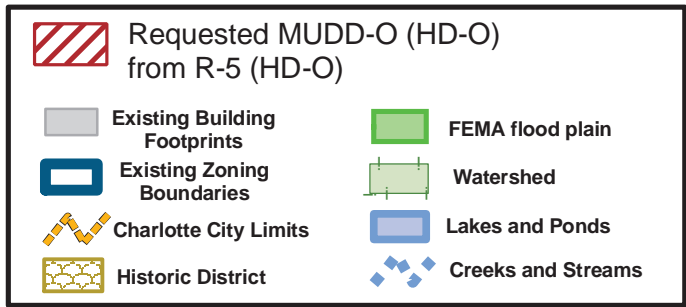 Requested MUDD-O (HD-O)
from R-5 (HD-O)
Existing Building
Footprints
Existing Zoning
Boundaries
Charlotte City Limits
Historic District
FEMA flood plain
Watershed
Lakes and Ponds
Creeks and Streams